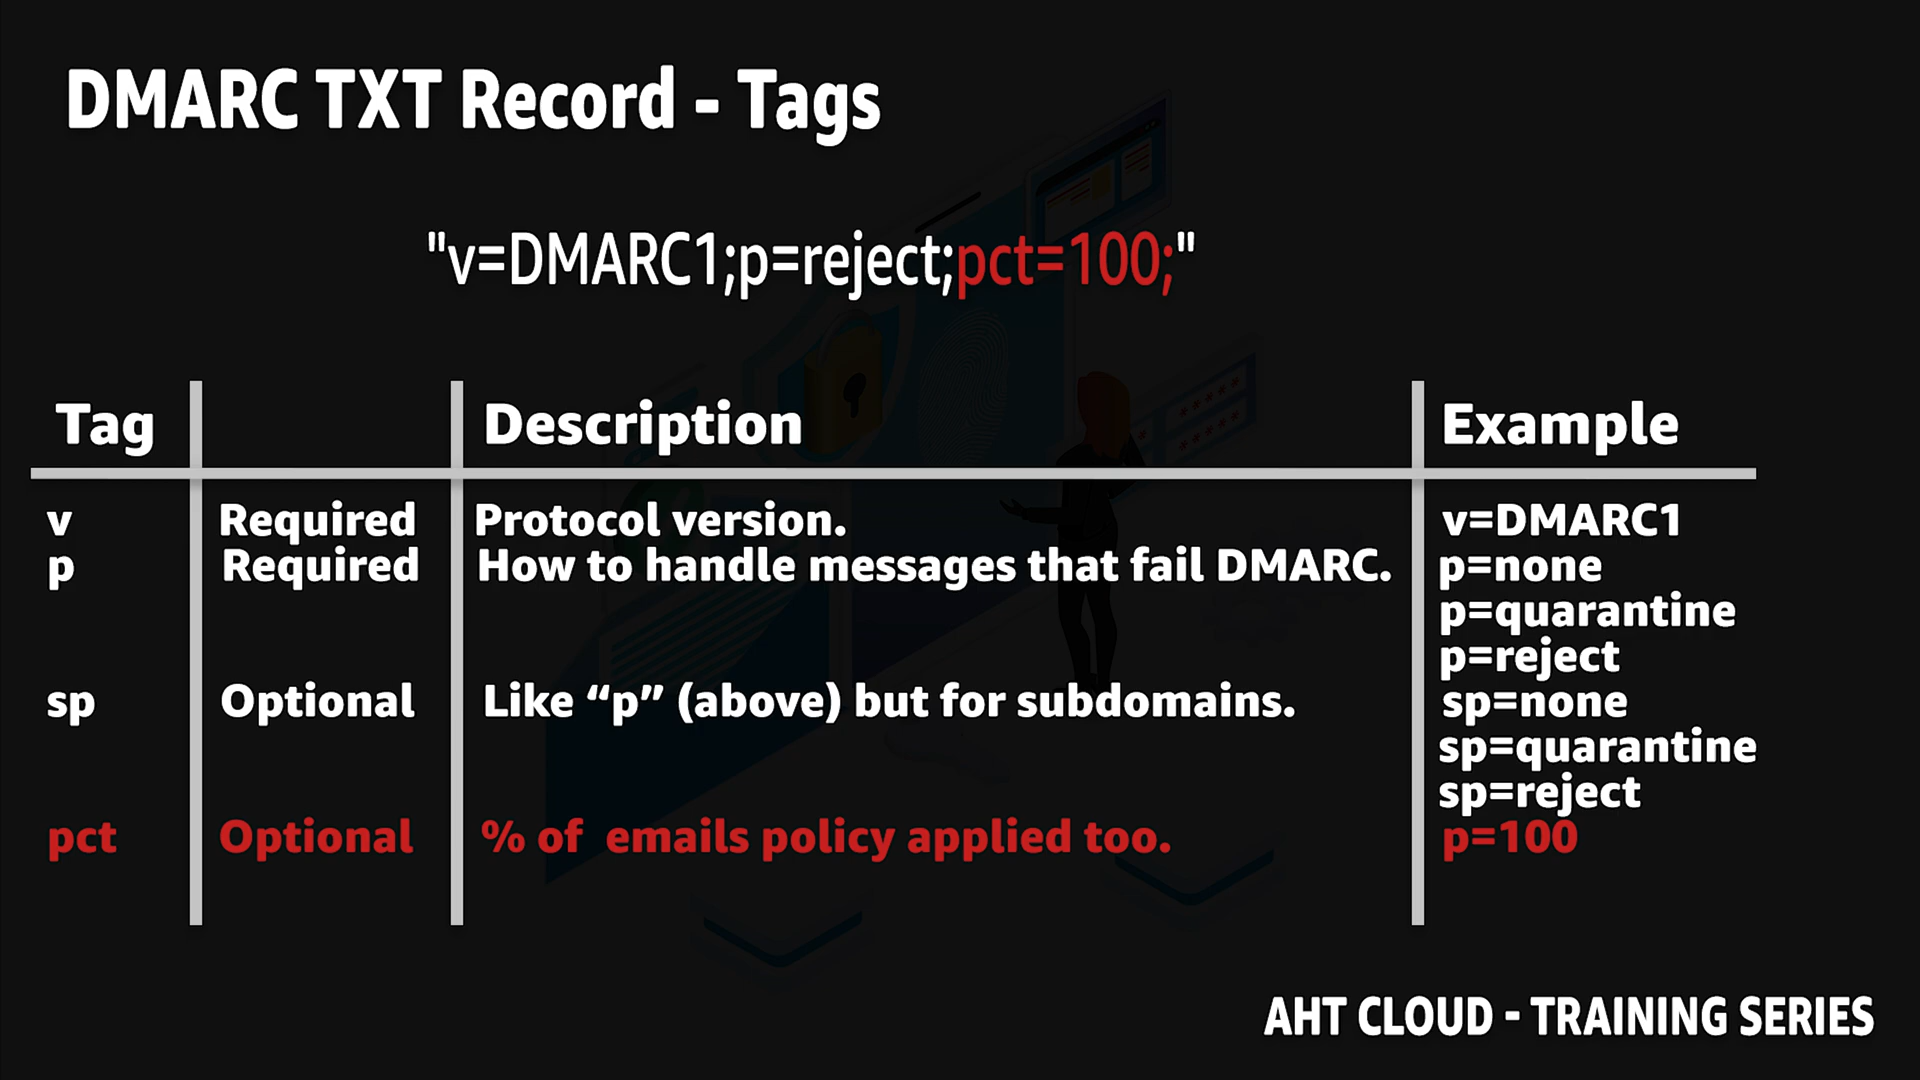 DMARC TXT Record - Tags
"v=DMARC1;p=reject;pct=100;"
Tag Description Example
v Required Protocol version. v=DMARC1
p Required How to handle messages that fail DMARC. p=none
p=quarantine
p=reject
sp Optional Like “p” (above) but for subdomains. sp=none
sp=quarantine
sp=reject
pct Optional % of emails policy applied too. p=100
AHT CLOUD - TRAINING SERIES